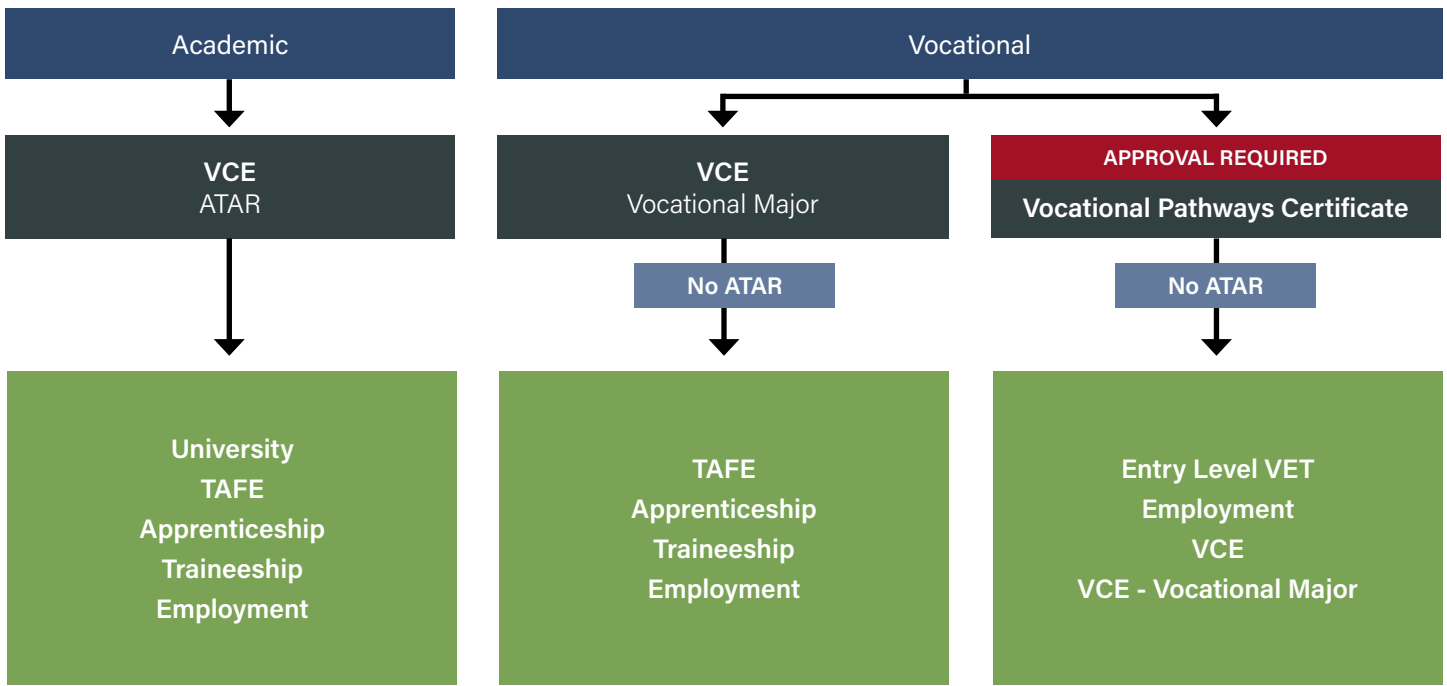 Academic
Vocational
VCE
ATAR
VCE
Vocational Major
APPROVAL REQUIRED
Vocational Pathways Certificate
No ATAR
No ATAR
University
TAFE
Apprenticeship
Traineeship
Employment
TAFE
Apprenticeship
Traineeship
Employment
Entry Level VET
Employment
VCE
VCE - Vocational Major